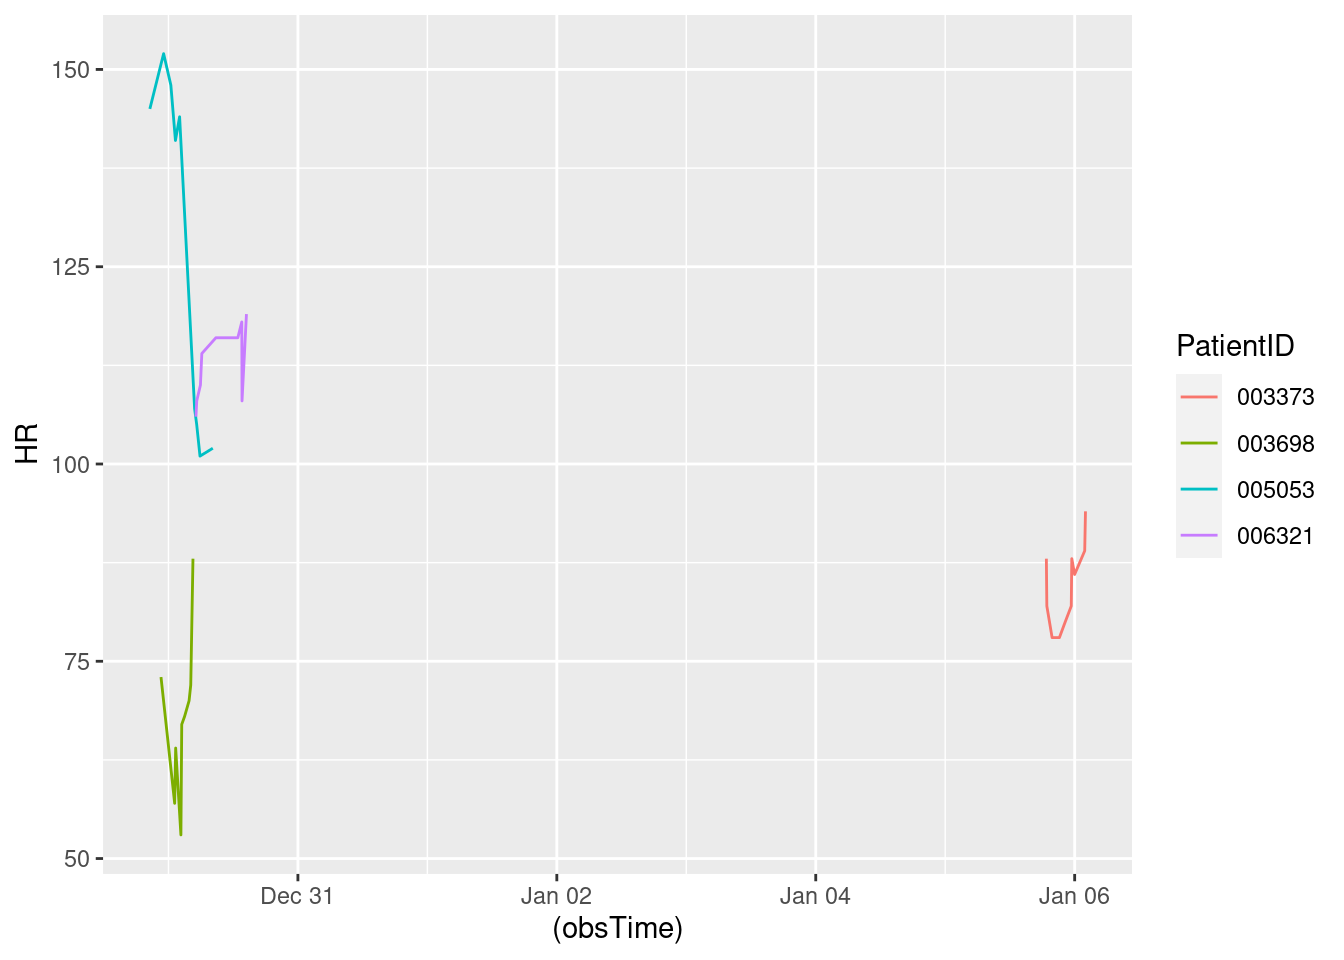 150
125
100
75
50
HR
Dec 31
Jan 02
Jan 04
Jan 06
(obsTime)
PatientID
003373
003698
005053
006321